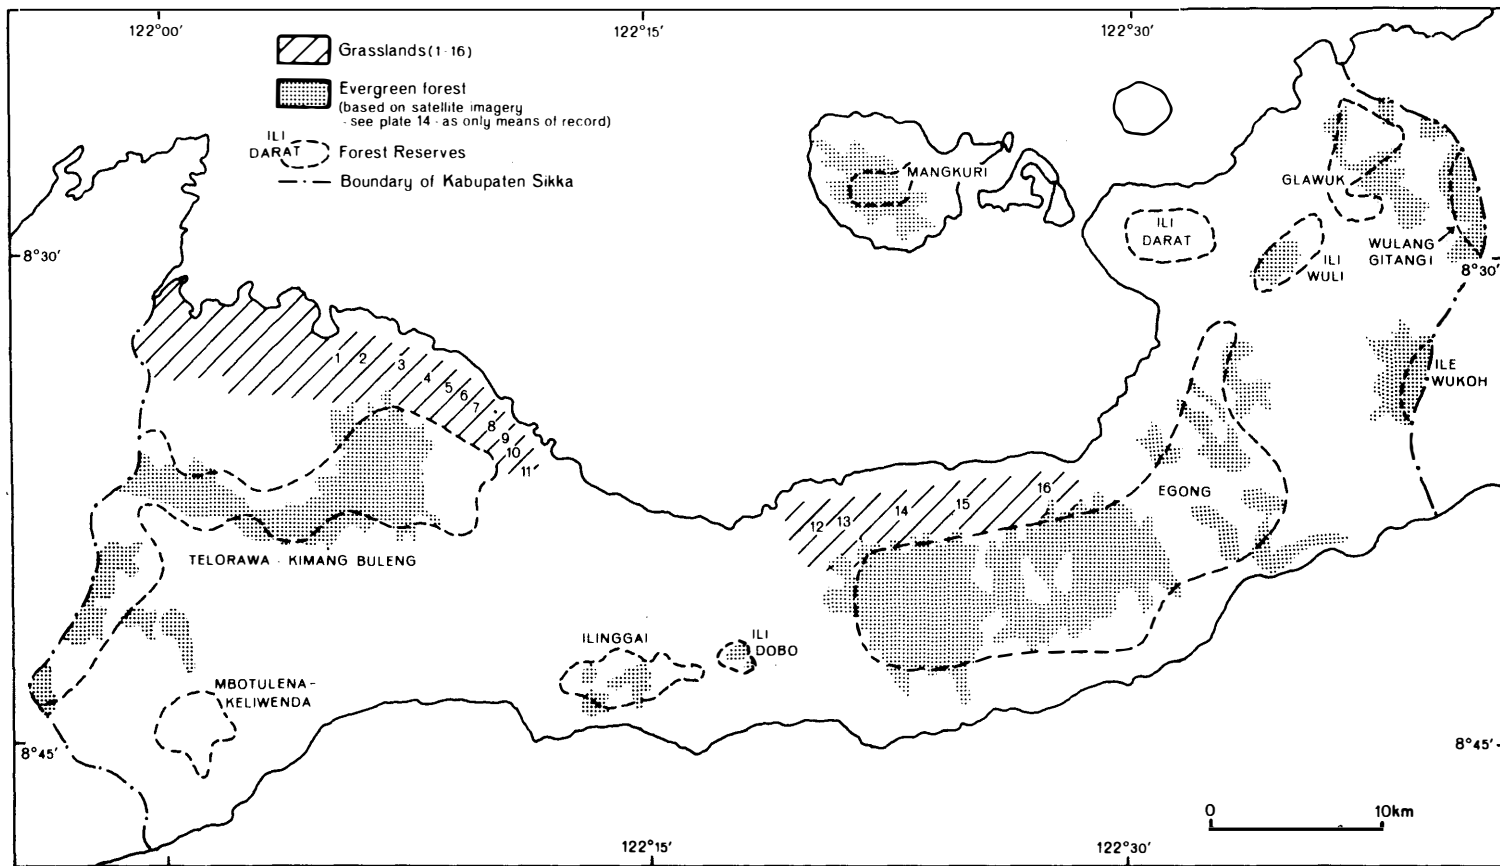 122°00′
122°15′
122°30′
Grasslands (1-16)
Evergreen forest
(based on satellite imagery
- see plate 14 - as only means of record)
ILI
DARAT
Forest Reserves
Boundary of Kabupaten Sikka
MANGKURI
GLAWUK
ILI
DARAT
WULANG
GITANGI
ILI
WULI
8°30′
8°30′
1
2
3
4
5
6
7
8
9
10
11
ILE
WUKOH
EGONG
12
13
14
15
16
TELORAWA - KIMANG BULENG
ILINGGAI
ILI
DOBO
MBOTULENA-
KELIWENDA
8°45′
8°45′
0
10km
122°00′
122°15′
122°30′